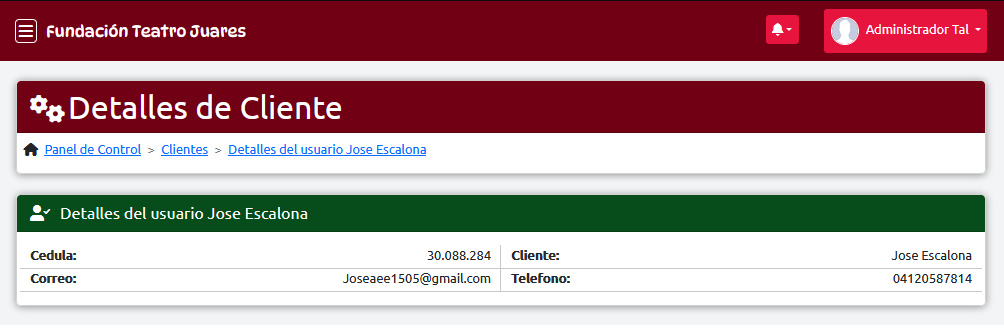 Fundación Teatro Juares
Administrador Tal
Detalles de Cliente
Panel de Control > Clientes > Detalles del usuario Jose Escalona
Detalles del usuario Jose Escalona
Cedula: 30.088.284 Cliente: Jose Escalona
Correo: Joseaee1505@gmail.com Telefono: 04120587814